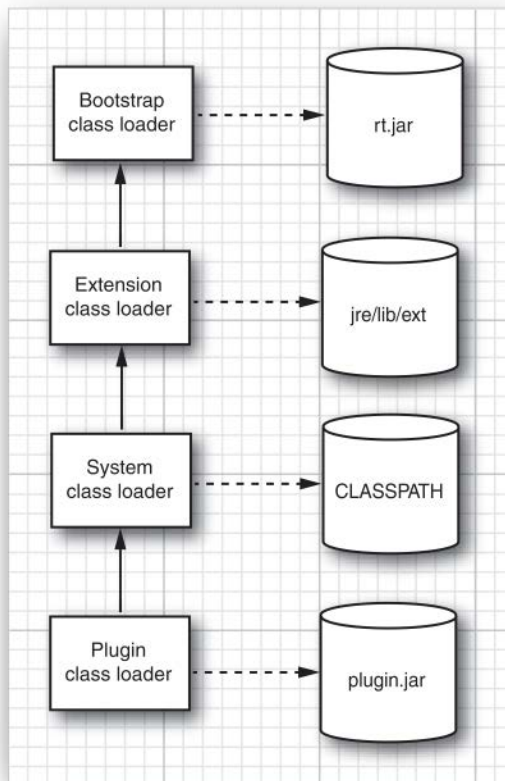 Bootstrap
class loader
rt.jar
Extension
class loader
jre/lib/ext
System
class loader
CLASSPATH
Plugin
class loader
plugin.jar